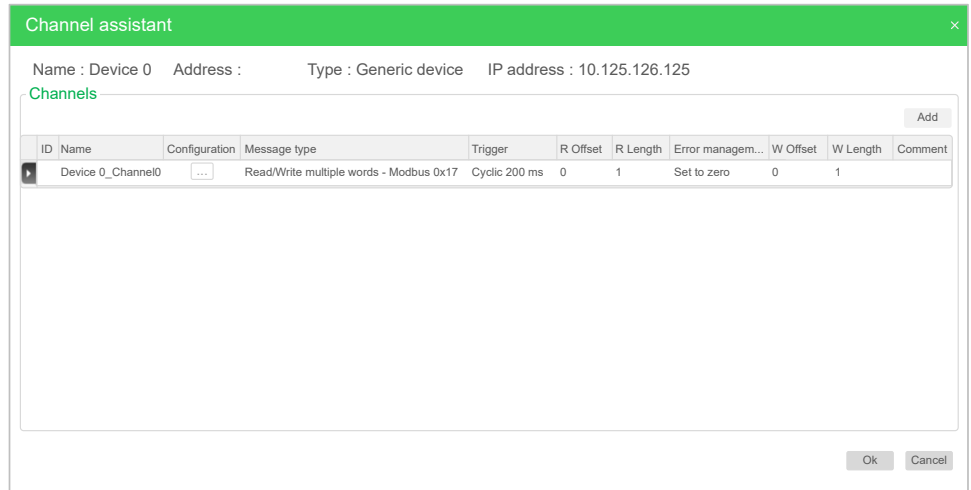 Channel assistant ×
Name : Device 0 Address : Type : Generic device IP address : 10.125.126.125
Channels
Add
ID Name Configuration Message type Trigger R Offset R Length Error managem... W Offset W Length Comment
Device 0_Channel0 ... Read/Write multiple words - Modbus 0x17 Cyclic 200 ms 0 1 Set to zero 0 1
Ok Cancel